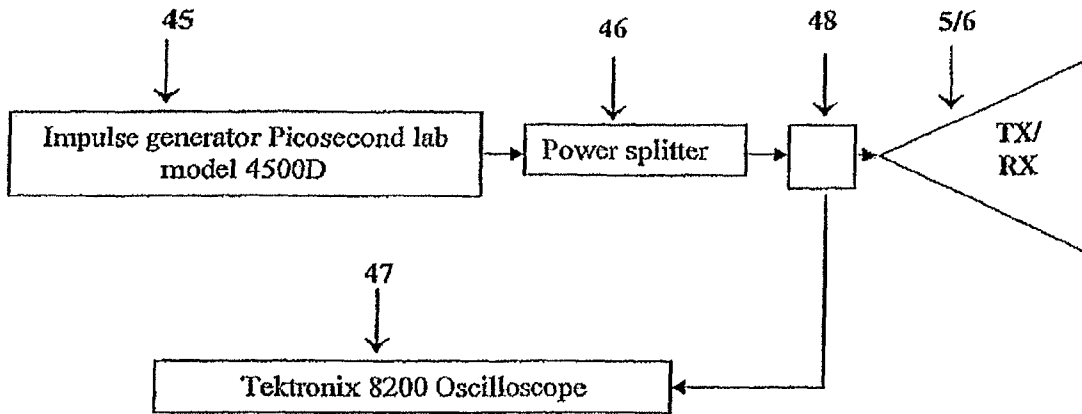 45
46
48
5/6
Impulse generator Picosecond lab
model 4500D
Power splitter
TX/
RX
47
Tektronix 8200 Oscilloscope